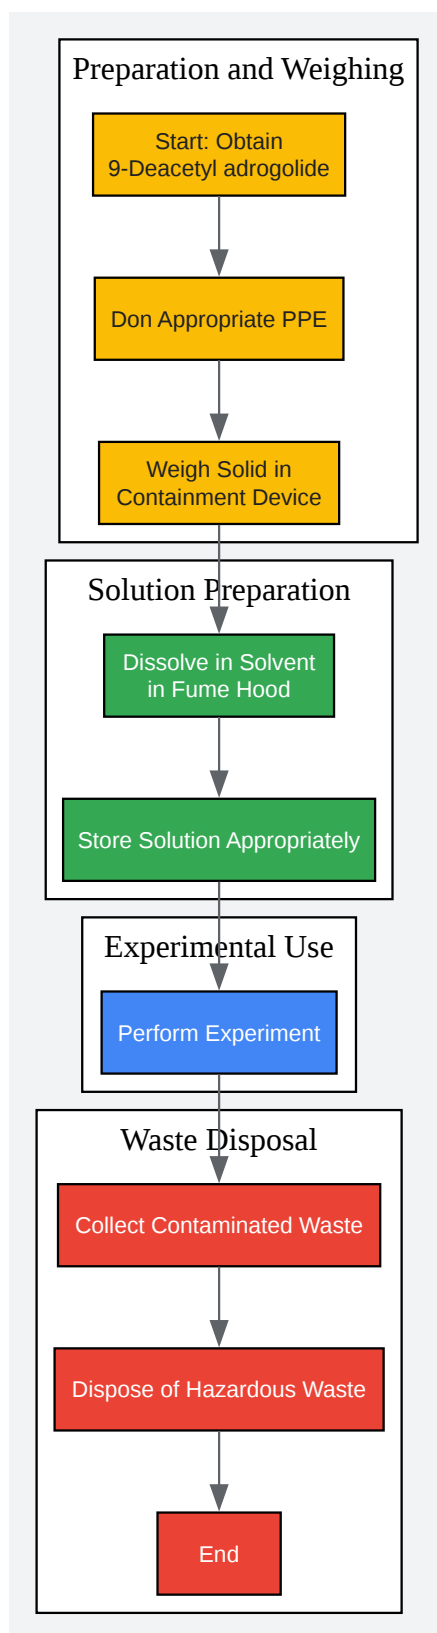 Preparation and Weighing
Start: Obtain
9-Deacetyl adrogolide
Don Appropriate PPE
Weigh Solid in
Containment Device
Solution Preparation
Dissolve in Solvent
in Fume Hood
Store Solution Appropriately
Experimental Use
Perform Experiment
Waste Disposal
Collect Contaminated Waste
Dispose of Hazardous Waste
End